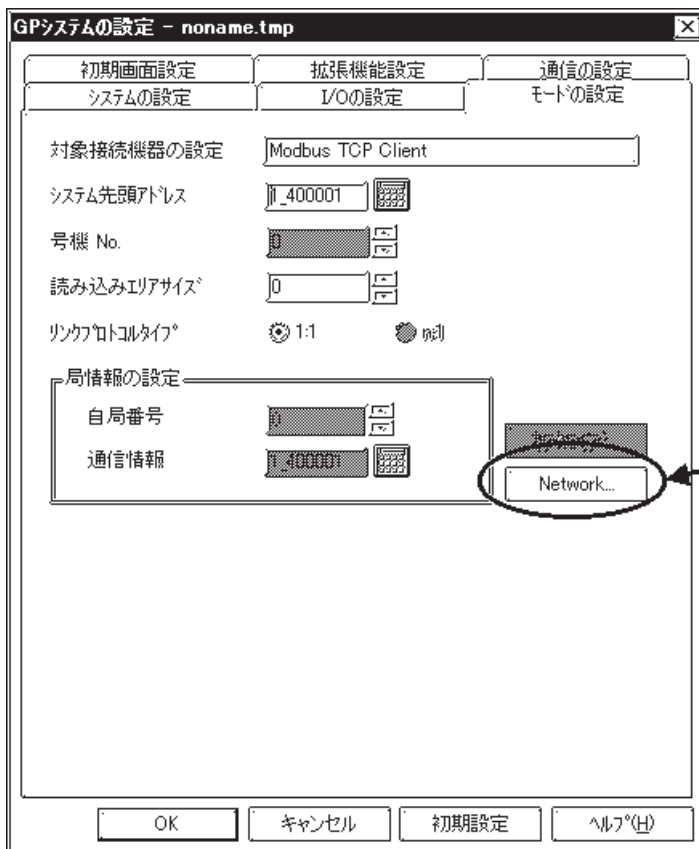 GPシステムの設定 - noname.tmp
初期画面設定 拡張機能設定 通信の設定
システムの設定 I/Oの設定 モードの設定
対象接続機器の設定 Modbus TCP Client
システム先頭アドレス 1_400001
号機 No. 0
読み込みエリアサイズ 0
リンクプロトコルタイプ 1:1 n:1
局情報の設定
自局番号 0
通信情報 1_400001
Network...
OK キャンセル 初期設定 ヘルプ(H)